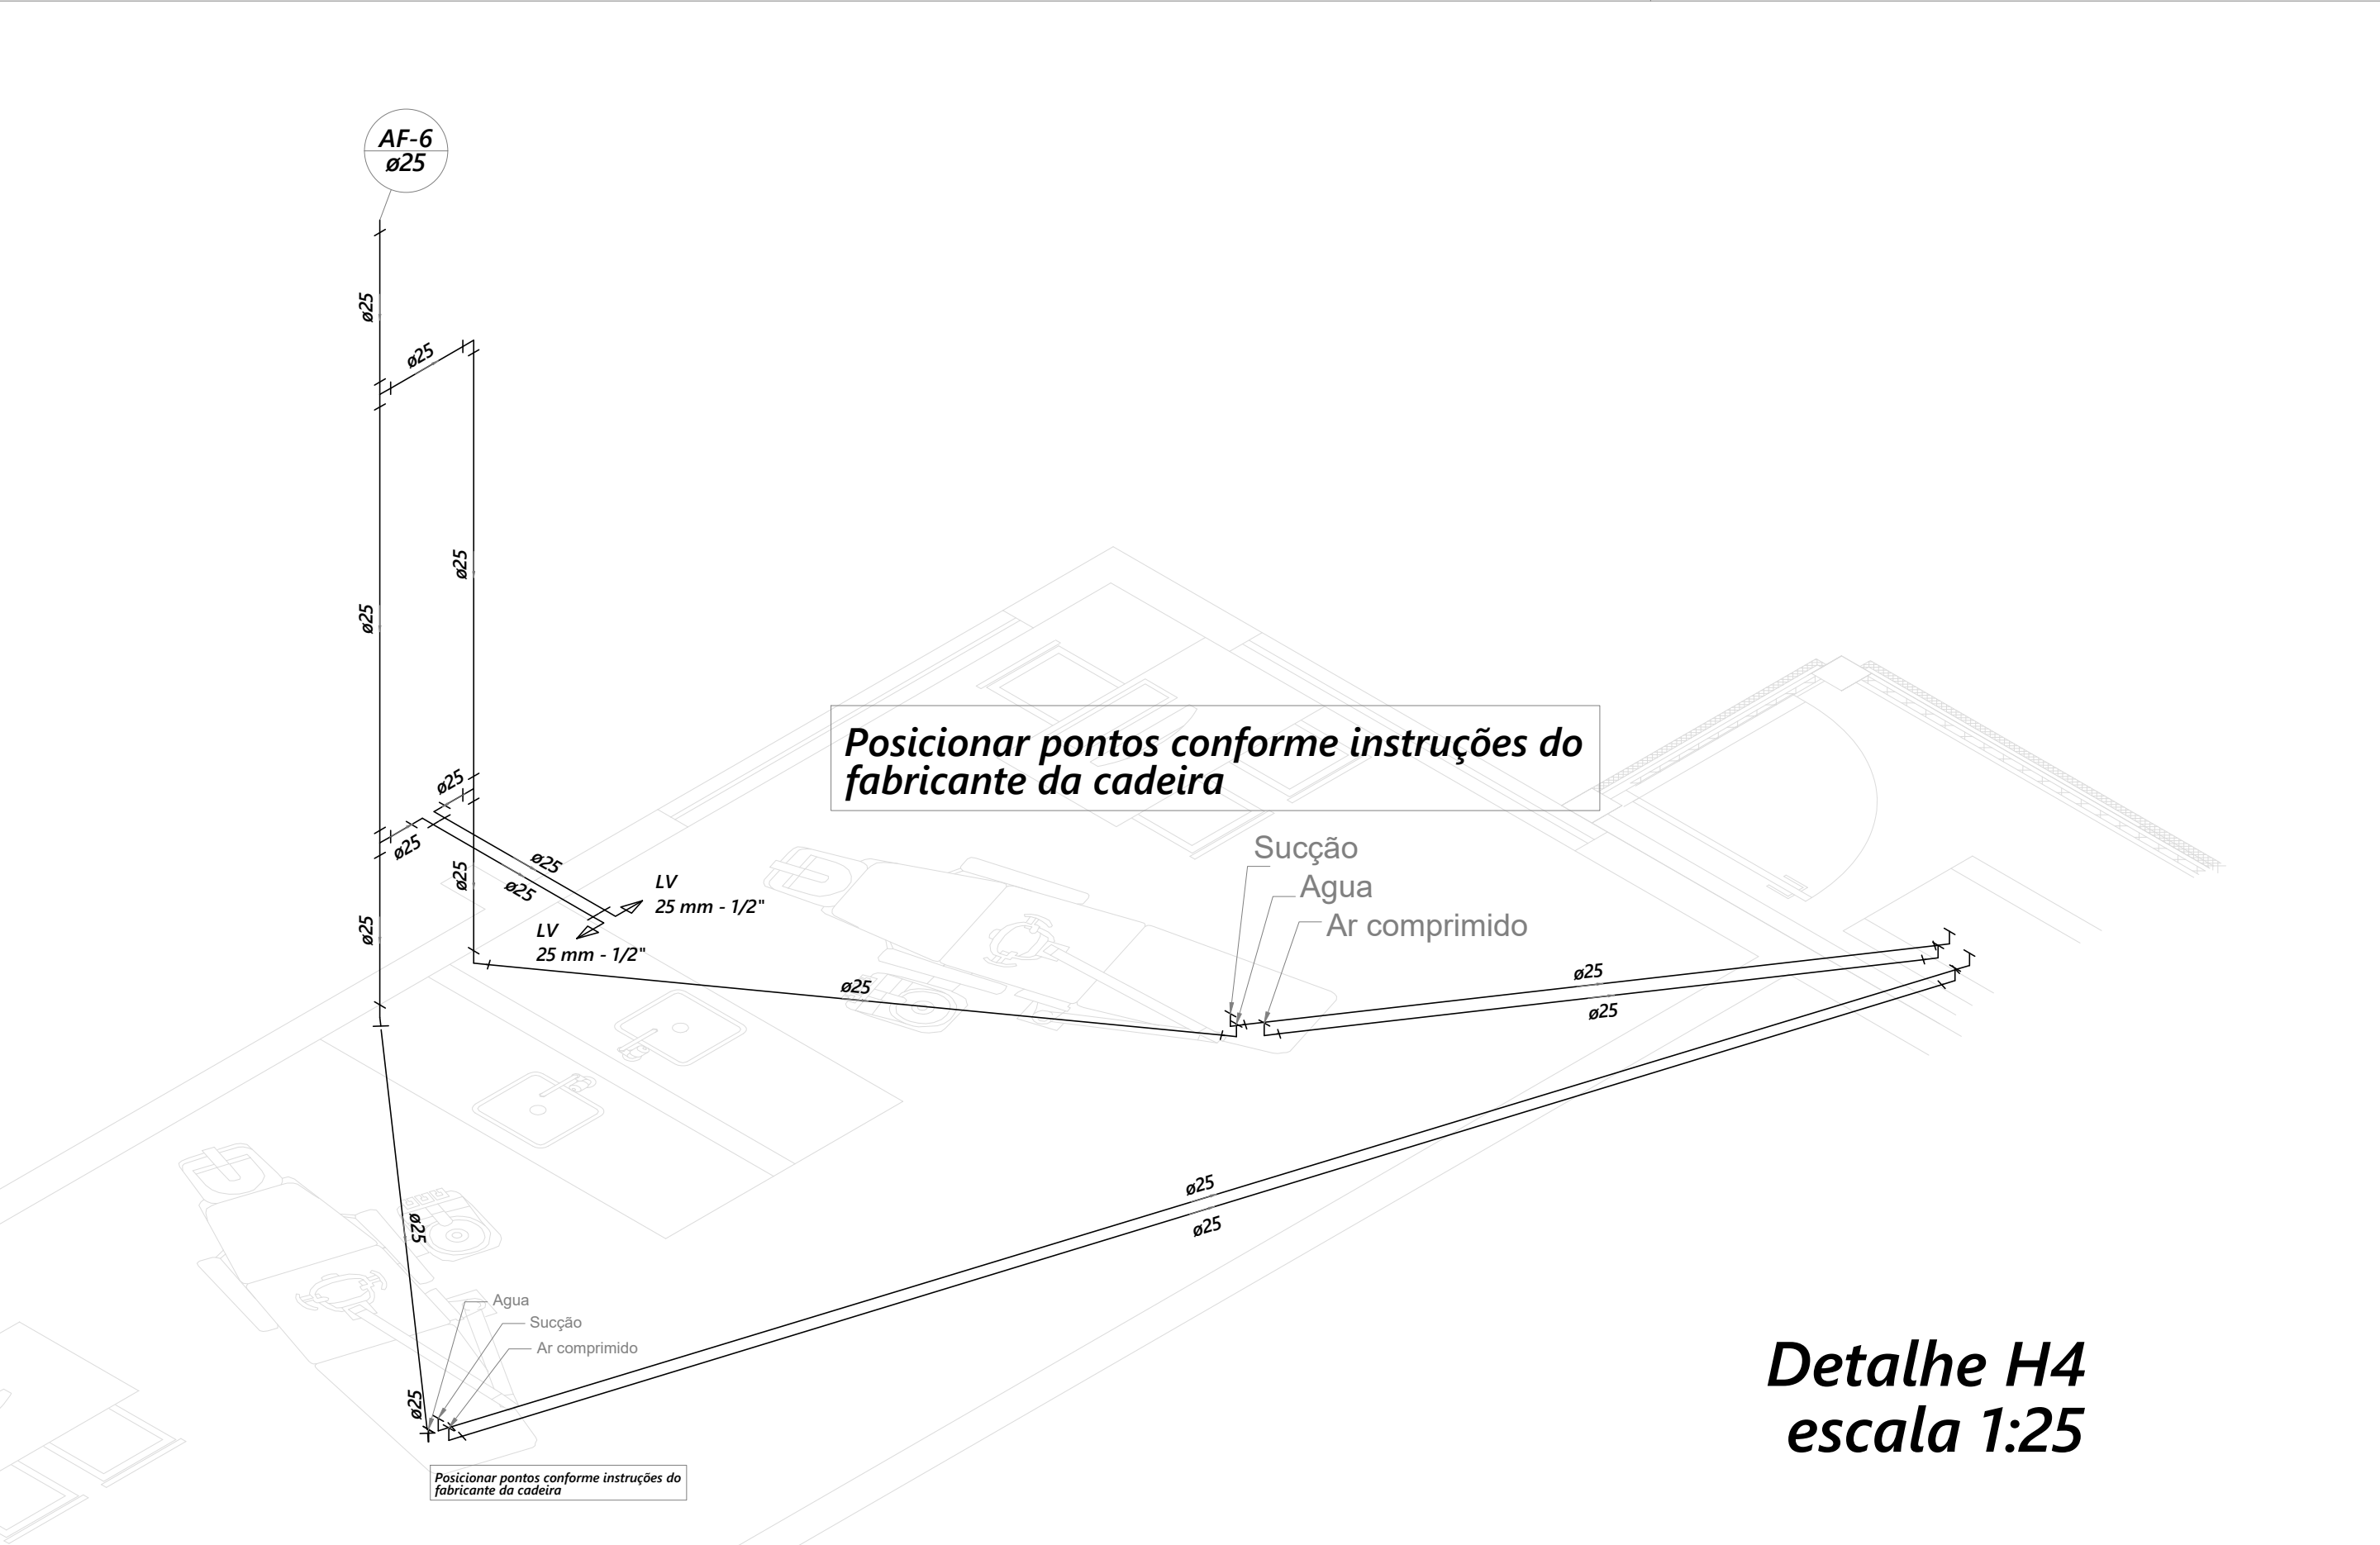 AF-6
ø25
ø25
ø25
ø25
ø25
Posicionar pontos conforme instruções do
fabricante da cadeira
ø25
ø25
ø25
ø25
ø25
ø25
LV
25 mm - 1/2"
LV
25 mm - 1/2"
Sucção
Agua
Ar comprimido
ø25
ø25
ø25
ø25
ø25
ø25
ø25
Agua
Sucção
Ar comprimido
ø25
Posicionar pontos conforme instruções do
fabricante da cadeira
Detalhe H4
escala 1:25